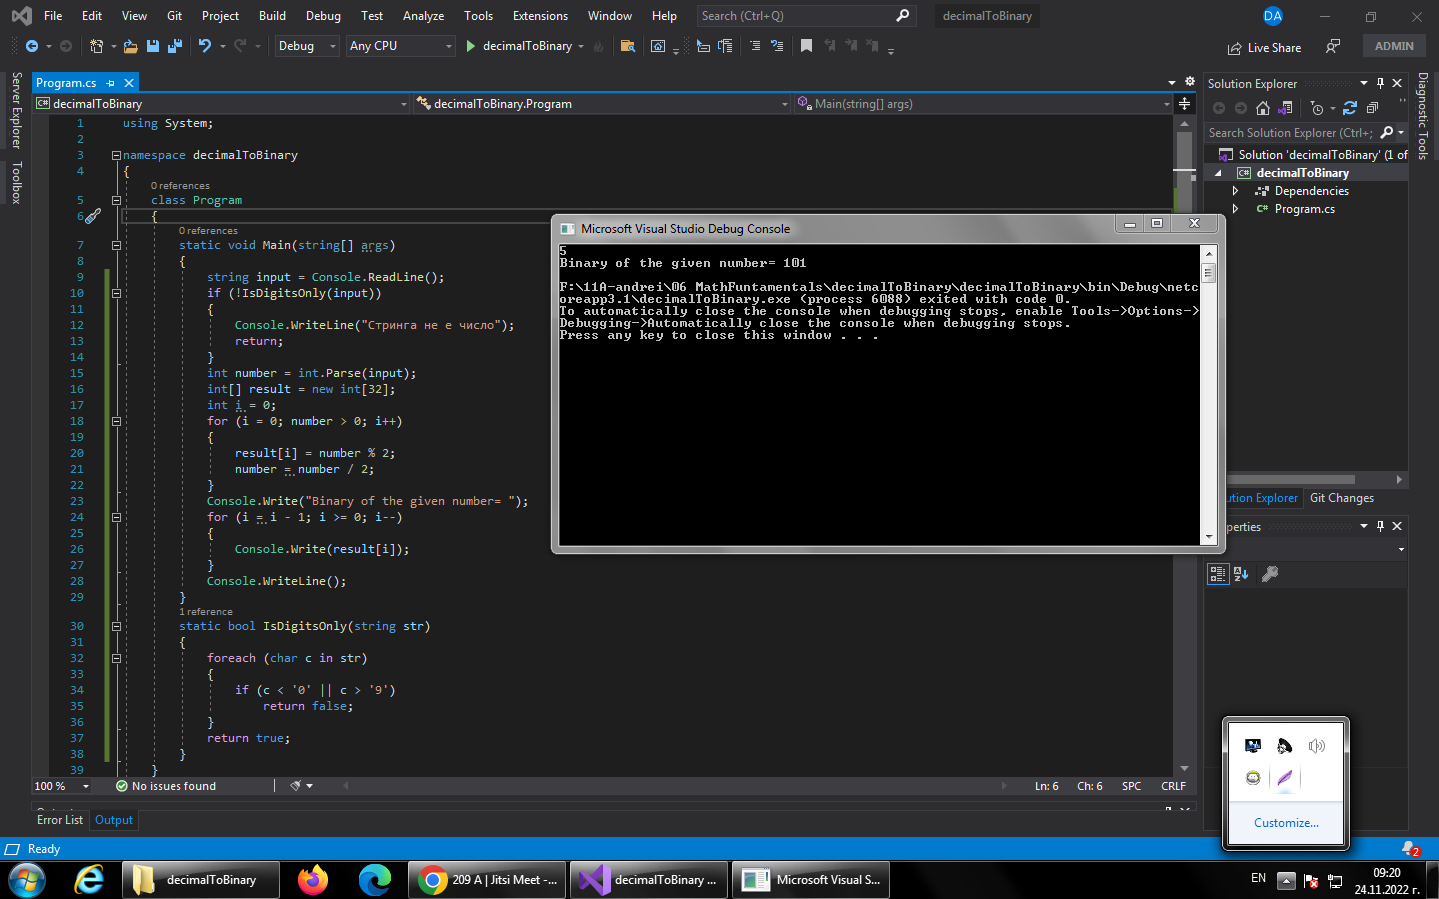 File Edit View Git Project Build Debug Test Analyze Tools Extensions Window Help Search (Ctrl+Q) decimalToBinary DA
Debug Any CPU decimalToBinary Live Share ADMIN
Server Explorer
Toolbox
Program.cs
decimalToBinary decimalToBinary.Program Main(string[] args)
1 using System;
2
3 namespace decimalToBinary
4 {
0 references
5 class Program
6 {
0 references
7 static void Main(string[] args)
8 {
9 string input = Console.ReadLine();
10 if (!IsDigitsOnly(input))
11 {
12 Console.WriteLine("Стринга не е число");
13 return;
14 }
15 int number = int.Parse(input);
16 int[] result = new int[32];
17 int i = 0;
18 for (i = 0; number > 0; i++)
19 {
20 result[i] = number % 2;
21 number = number / 2;
22 }
23 Console.Write("Binary of the given number= ");
24 for (i = i - 1; i >= 0; i--)
25 {
26 Console.Write(result[i]);
27 }
28 Console.WriteLine();
29 }
1 reference
30 static bool IsDigitsOnly(string str)
31 {
32 foreach (char c in str)
33 {
34 if (c < '0' || c > '9')
35 return false;
36 }
37 return true;
38 }
39 }
100 % No issues found Ln: 6 Ch: 6 SPC CRLF
Error List Output
Ready
Microsoft Visual Studio Debug Console
5
Binary of the given number= 101
F:\11A-andrei\06 MathFuntamentals\decimalToBinary\decimalToBinary\bin\Debug\netc
oreapp3.1\decimalToBinary.exe (process 6088) exited with code 0.
To automatically close the console when debugging stops, enable Tools->Options->
Debugging->Automatically close the console when debugging stops.
Press any key to close this window . . .
Solution Explorer
Search Solution Explorer (Ctrl+;
Solution 'decimalToBinary' (1 of
decimalToBinary
Dependencies
C# Program.cs
ution Explorer Git Changes
perties
Diagnostic Tools
Customize...
2
decimalToBinary 209 A | Jitsi Meet -... decimalToBinary ... Microsoft Visual S... EN
09:20
24.11.2022 г.